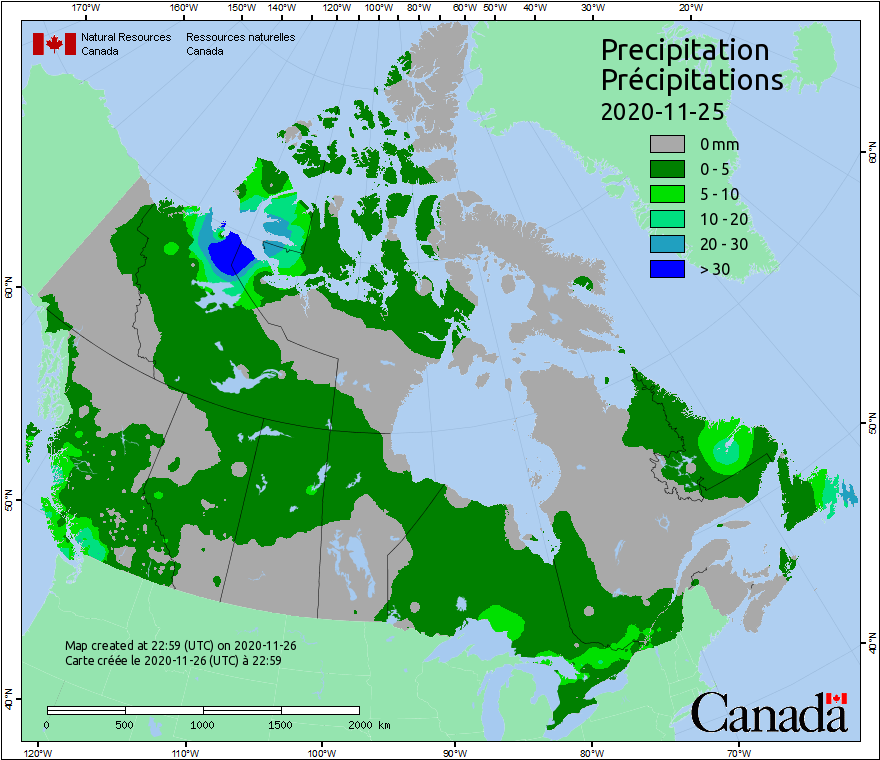 170°W 160°W 150°W 140°W 130°W 120°W 110°W 100°W 90°W 80°W 70°W 60°W 50°W 40°W 30°W 20°W
Natural Resources Ressources naturelles
Canada Canada
Precipitation
Précipitations
2020-11-25
0 mm
0 - 5
5 - 10
10 - 20
20 - 30
> 30
60°N
60°N
50°N
50°N
40°N
40°N
Map created at 22:59 (UTC) on 2020-11-26
Carte créée le 2020-11-26 (UTC) à 22:59
0 500 1000 1500 2000 km
Canada
120°W 110°W 100°W 90°W 80°W 70°W